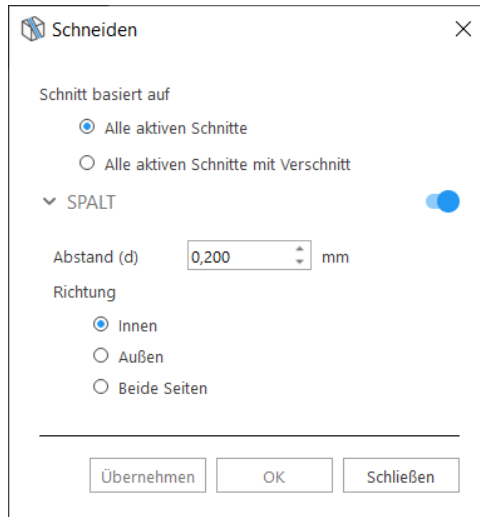 Schneiden
Schnitt basiert auf
Alle aktiven Schnitte
Alle aktiven Schnitte mit Verschnitt
SPALT
Abstand (d) 0,200 mm
Richtung
Innen
Außen
Beide Seiten
Übernehmen OK Schließen